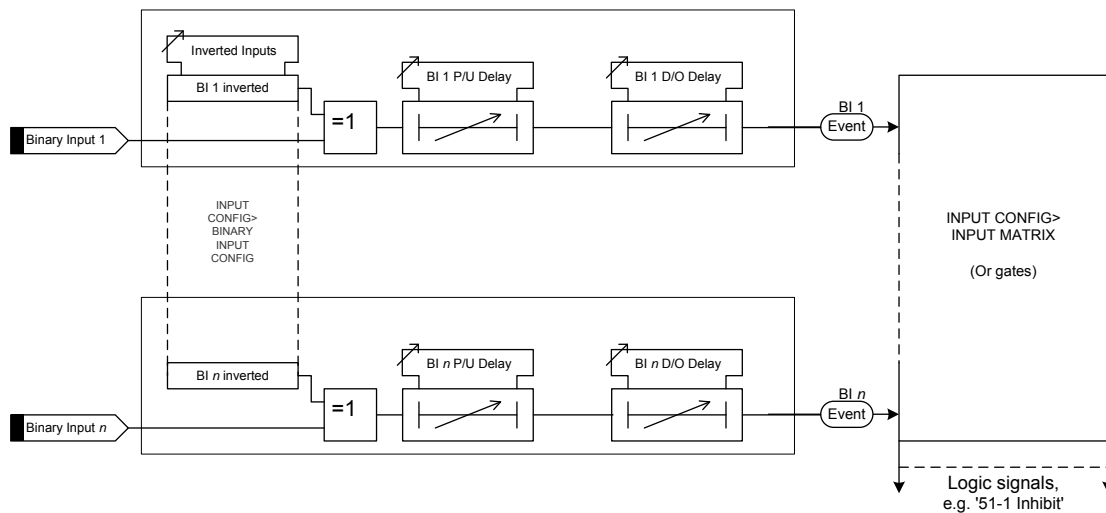 Inverted Inputs
BI 1 inverted
BI 1 P/U Delay
BI 1 D/O Delay
Binary Input 1
=1
BI 1
Event
INPUT
CONFIG>
BINARY
INPUT
CONFIG
INPUT CONFIG>
INPUT MATRIX
(Or gates)
BI n inverted
BI n P/U Delay
BI n D/O Delay
Binary Input n
=1
BI n
Event
Logic signals,
e.g. '51-1 Inhibit'